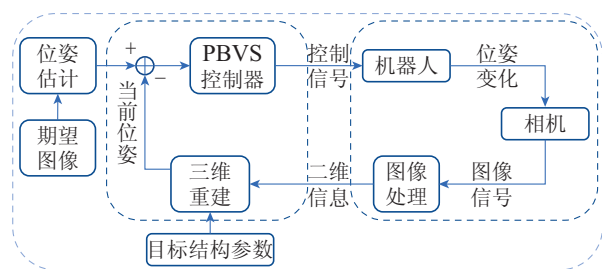 位姿
估计
+
−
PBVS
控制器
控制
信号
机器人
位姿
变化
相机
期望
图像
当前位姿
三维
重建
二维
信息
图像
处理
图像
信号
目标结构参数